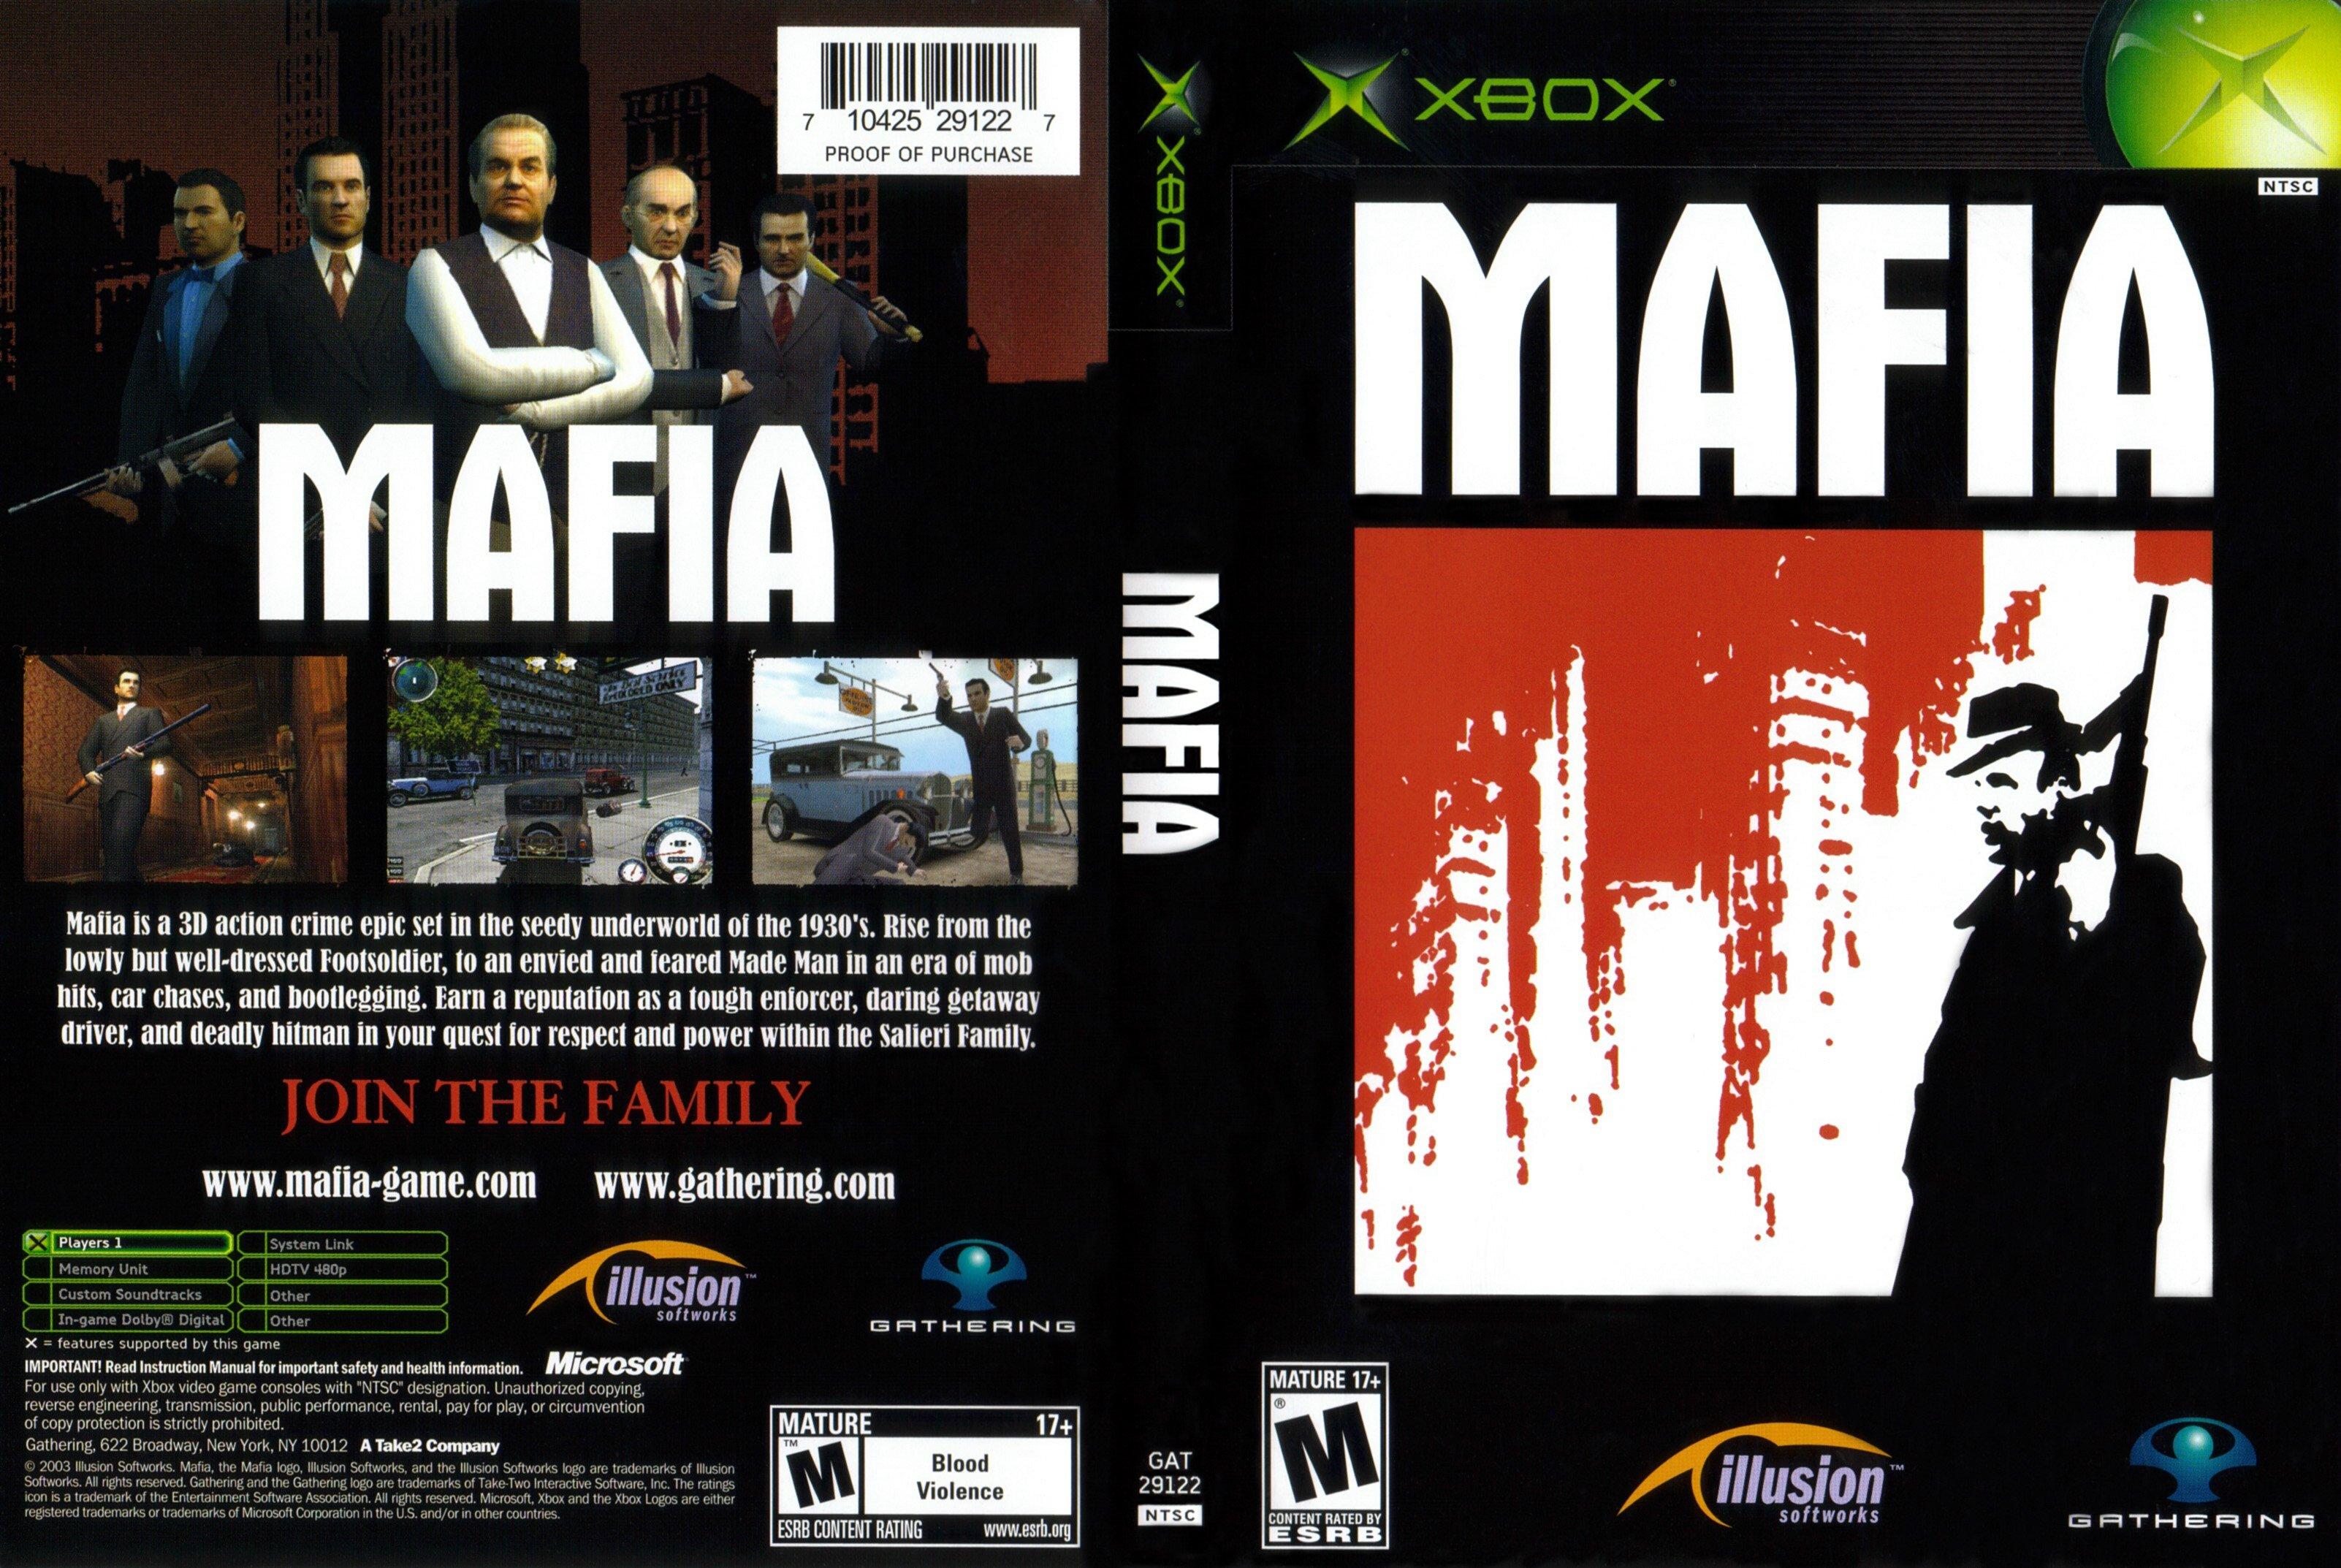 7 10425 29122 7
PROOF OF PURCHASE
MAFIA
COLORED ONLY
Mafia is a 3D action crime epic set in the seedy underworld of the 1930's. Rise from the
lowly but well-dressed Footsoldier, to an envied and feared Made Man in an era of mob
hits, car chases, and bootlegging. Earn a reputation as a tough enforcer, daring getaway
driver, and deadly hitman in your quest for respect and power within the Salieri Family.
JOIN THE FAMILY
www.mafia-game.com www.gathering.com
Players 1
Memory Unit
Custom Soundtracks
In-game Dolby® Digital
System Link
HDTV 480p
Other
Other
X = features supported by this game
illusion™
softworks
GATHERING
IMPORTANT! Read Instruction Manual for important safety and health information.
Microsoft
For use only with Xbox video game consoles with "NTSC" designation. Unauthorized copying,
reverse engineering, transmission, public performance, rental, pay for play, or circumvention
of copy protection is strictly prohibited.
Gathering, 622 Broadway, New York, NY 10012 A Take2 Company
© 2003 Illusion Softworks. Mafia, the Mafia logo, Illusion Softworks, and the Illusion Softworks logo are trademarks of Illusion
Softworks. All rights reserved. Gathering and the Gathering logo are trademarks of Take-Two Interactive Software, Inc. The ratings
icon is a trademark of the Entertainment Software Association. All rights reserved. Microsoft, Xbox and the Xbox Logos are either
registered trademarks or trademarks of Microsoft Corporation in the U.S. and/or in other countries.
MATURE 17+
™
M
Blood
Violence
ESRB CONTENT RATING www.esrb.org
XBOX®
MAFIA
GAT
29122
NTSC
XBOX®
NTSC
MAFIA
MATURE 17+
®
M
CONTENT RATED BY
ESRB
illusion™
softworks
GATHERING